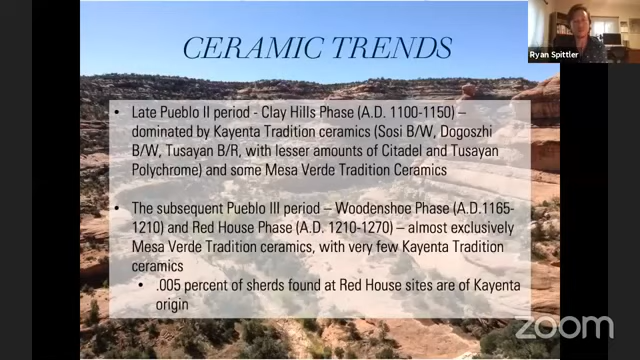 CERAMIC TRENDS
Ryan Spittler
• Late Pueblo II period - Clay Hills Phase (A.D. 1100-1150) –
dominated by Kayenta Tradition ceramics (Sosi B/W, Dogoszhi
B/W, Tusayan B/R, with lesser amounts of Citadel and Tusayan
Polychrome) and some Mesa Verde Tradition Ceramics
• The subsequent Pueblo III period – Woodenshoe Phase (A.D.1165-
1210) and Red House Phase (A.D. 1210-1270) – almost exclusively
Mesa Verde Tradition ceramics, with very few Kayenta Tradition
ceramics
• .005 percent of sherds found at Red House sites are of Kayenta
origin
zoom